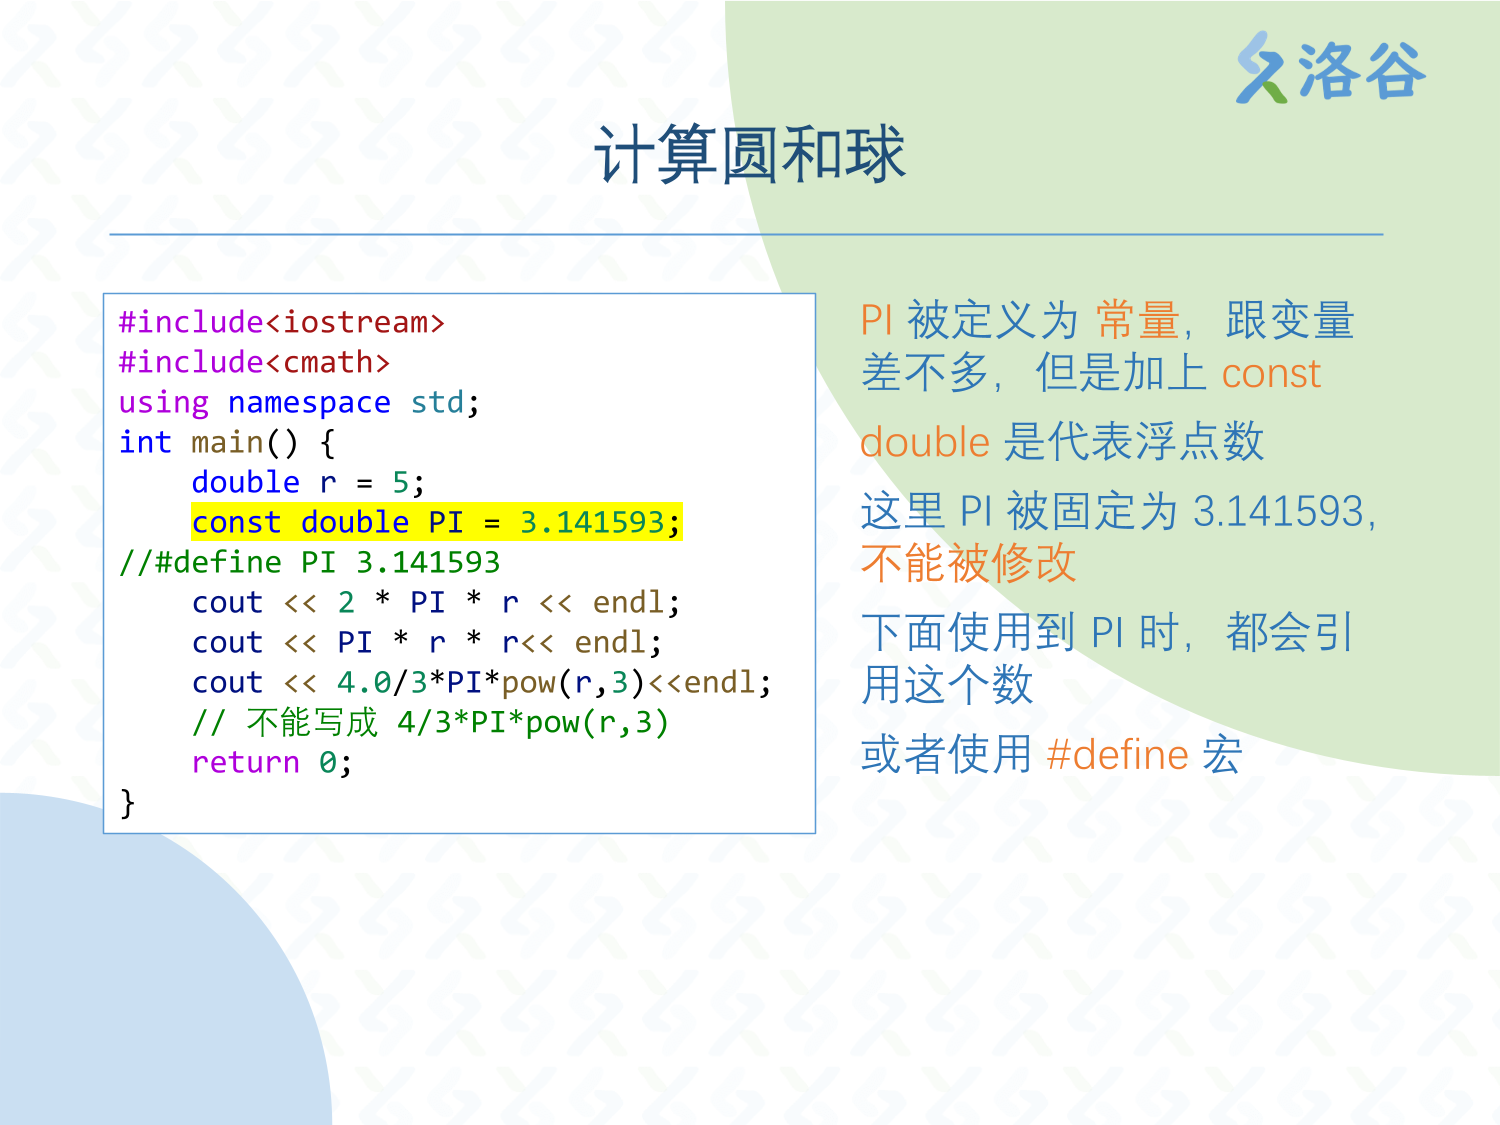 洛谷
计算圆和球
#include<iostream>
#include<cmath>
using namespace std;
int main() {
    double r = 5;
    const double PI = 3.141593;
//#define PI 3.141593
    cout << 2 * PI * r << endl;
    cout << PI * r * r<< endl;
    cout << 4.0/3*PI*pow(r,3)<<endl;
    // 不能写成 4/3*PI*pow(r,3)
    return 0;
}
PI 被定义为 常量，跟变量
差不多，但是加上 const
double 是代表浮点数
这里 PI 被固定为 3.141593，
不能被修改
下面使用到 PI 时，都会引
用这个数
或者使用 #define 宏